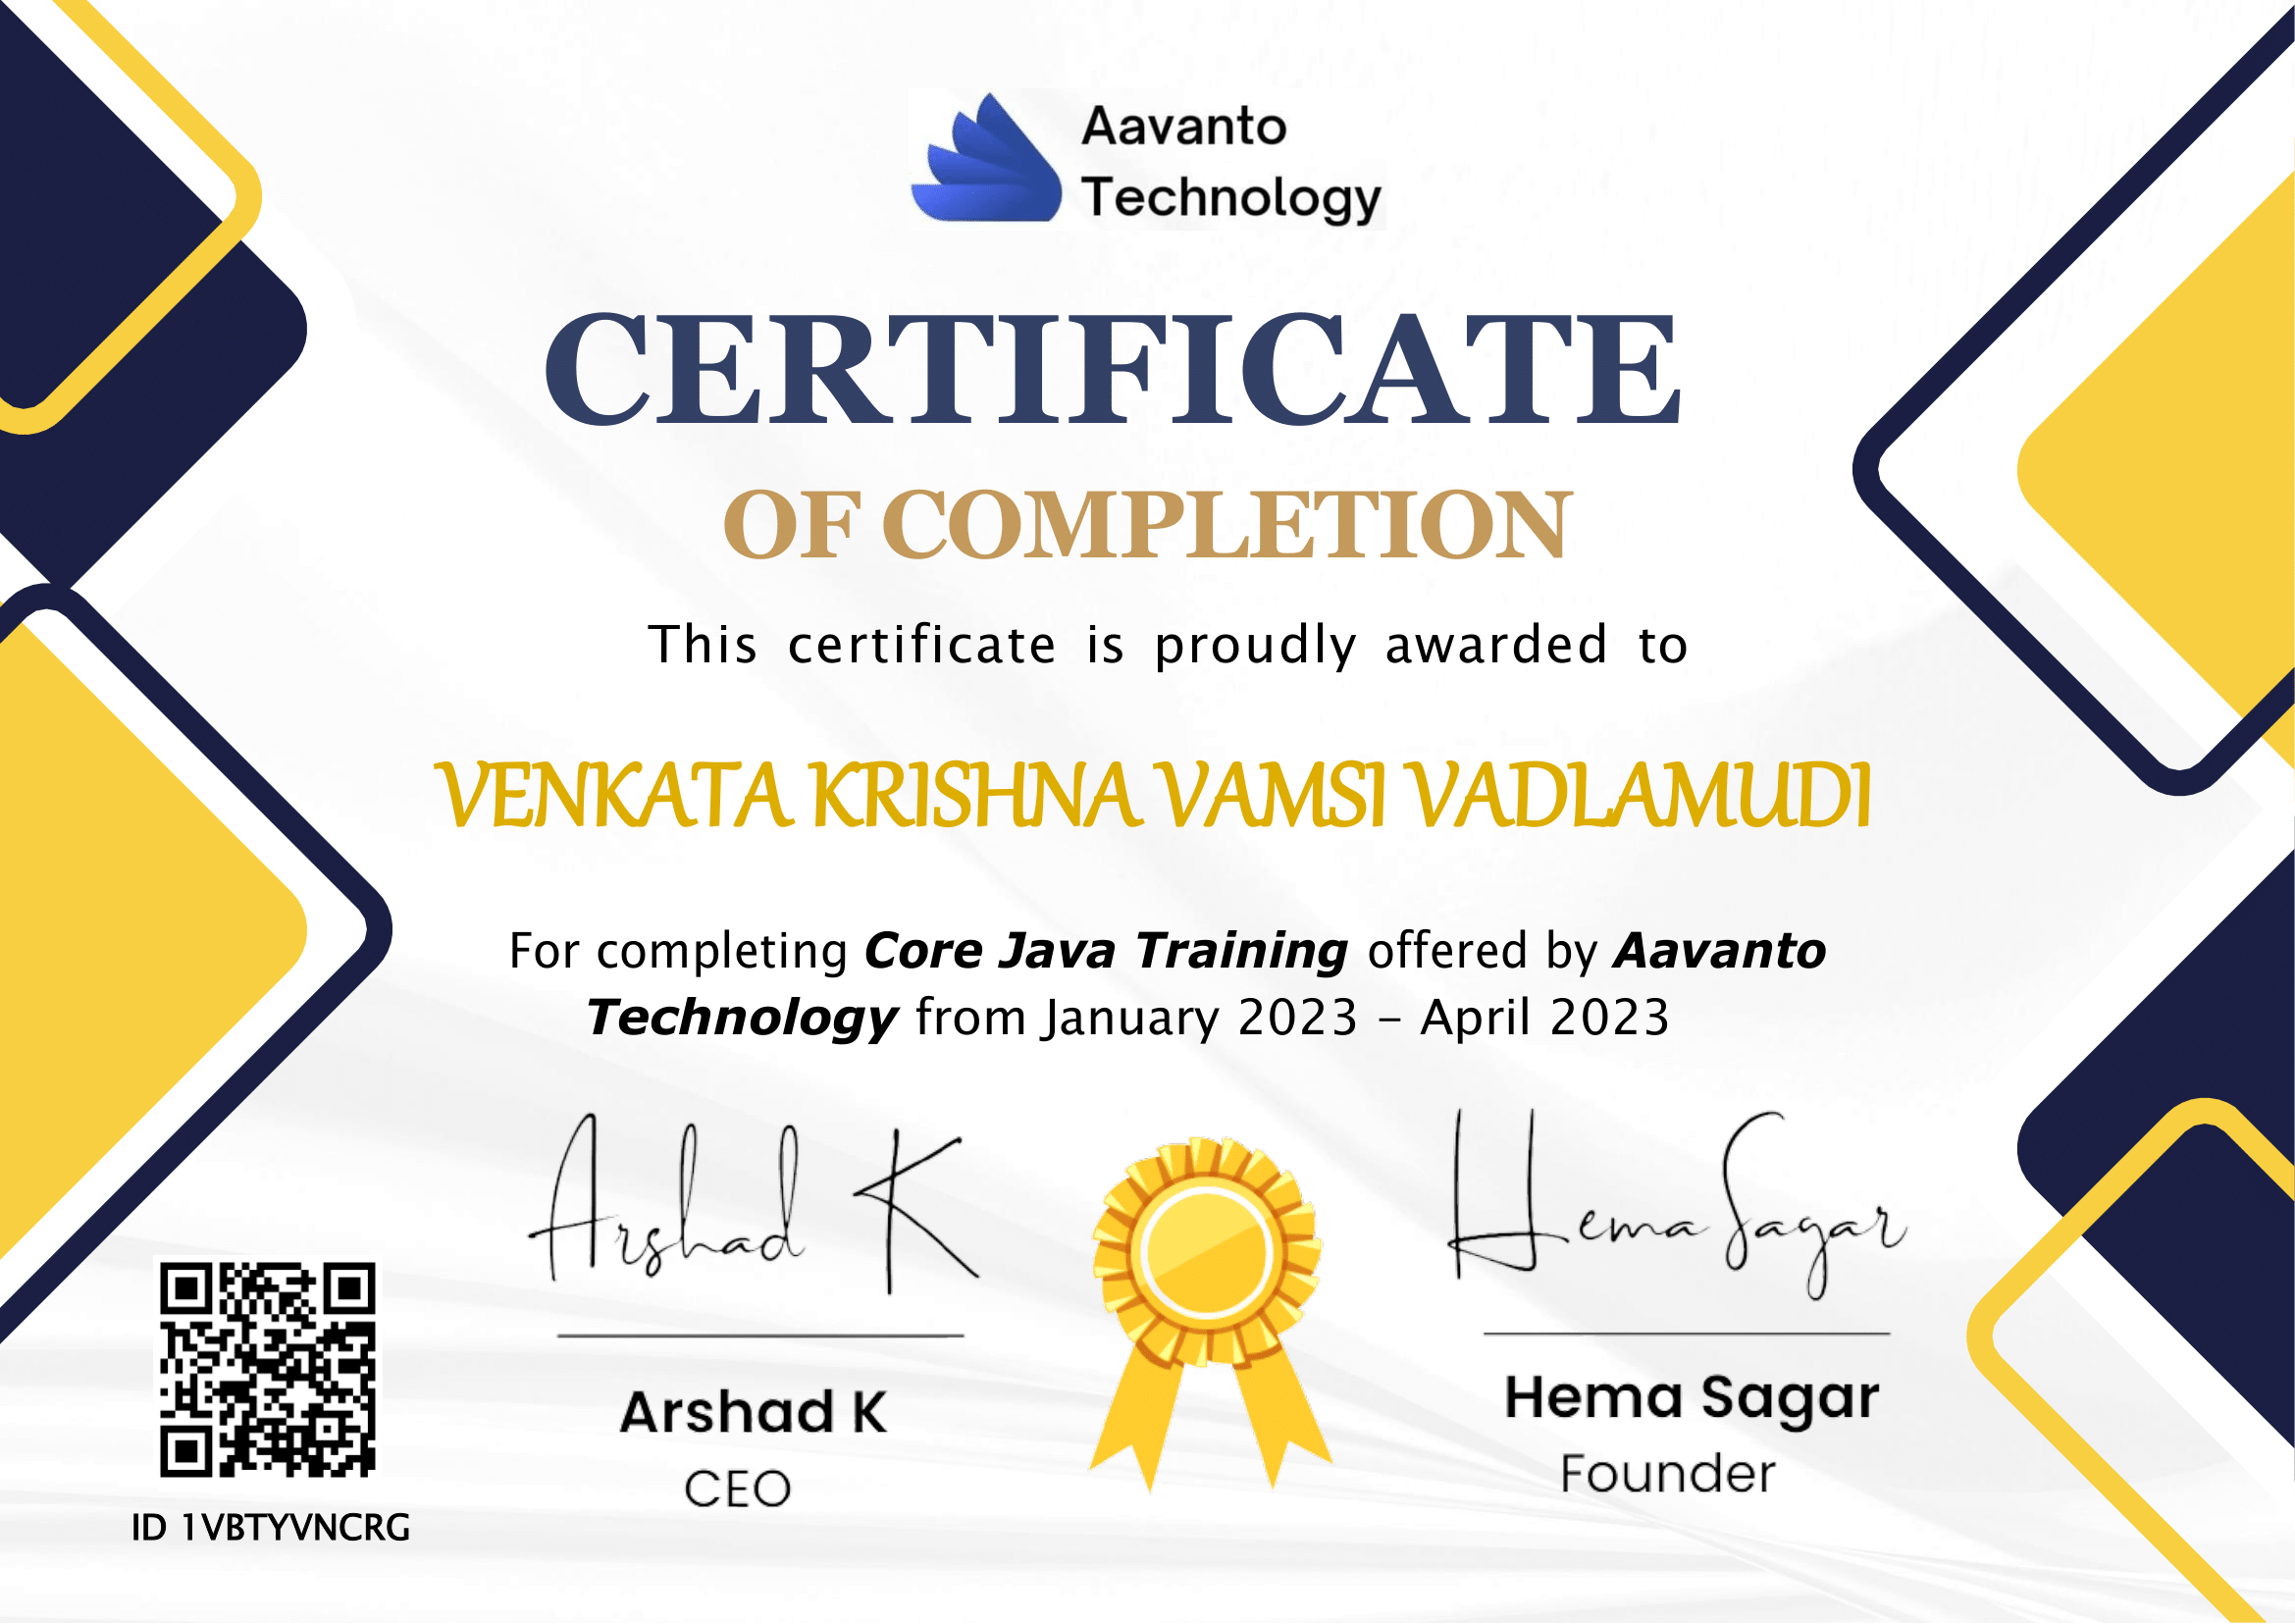 Aavanto
Technology
CERTIFICATE
OF COMPLETION
This certificate is proudly awarded to
VENKATA KRISHNA VAMSI VADLAMUDI
For completing Core Java Training offered by Aavanto
Technology from January 2023 – April 2023
Arshad K
Hema Sagar
Arshad K
CEO
Hema Sagar
Founder
ID 1VBTYVNCRG